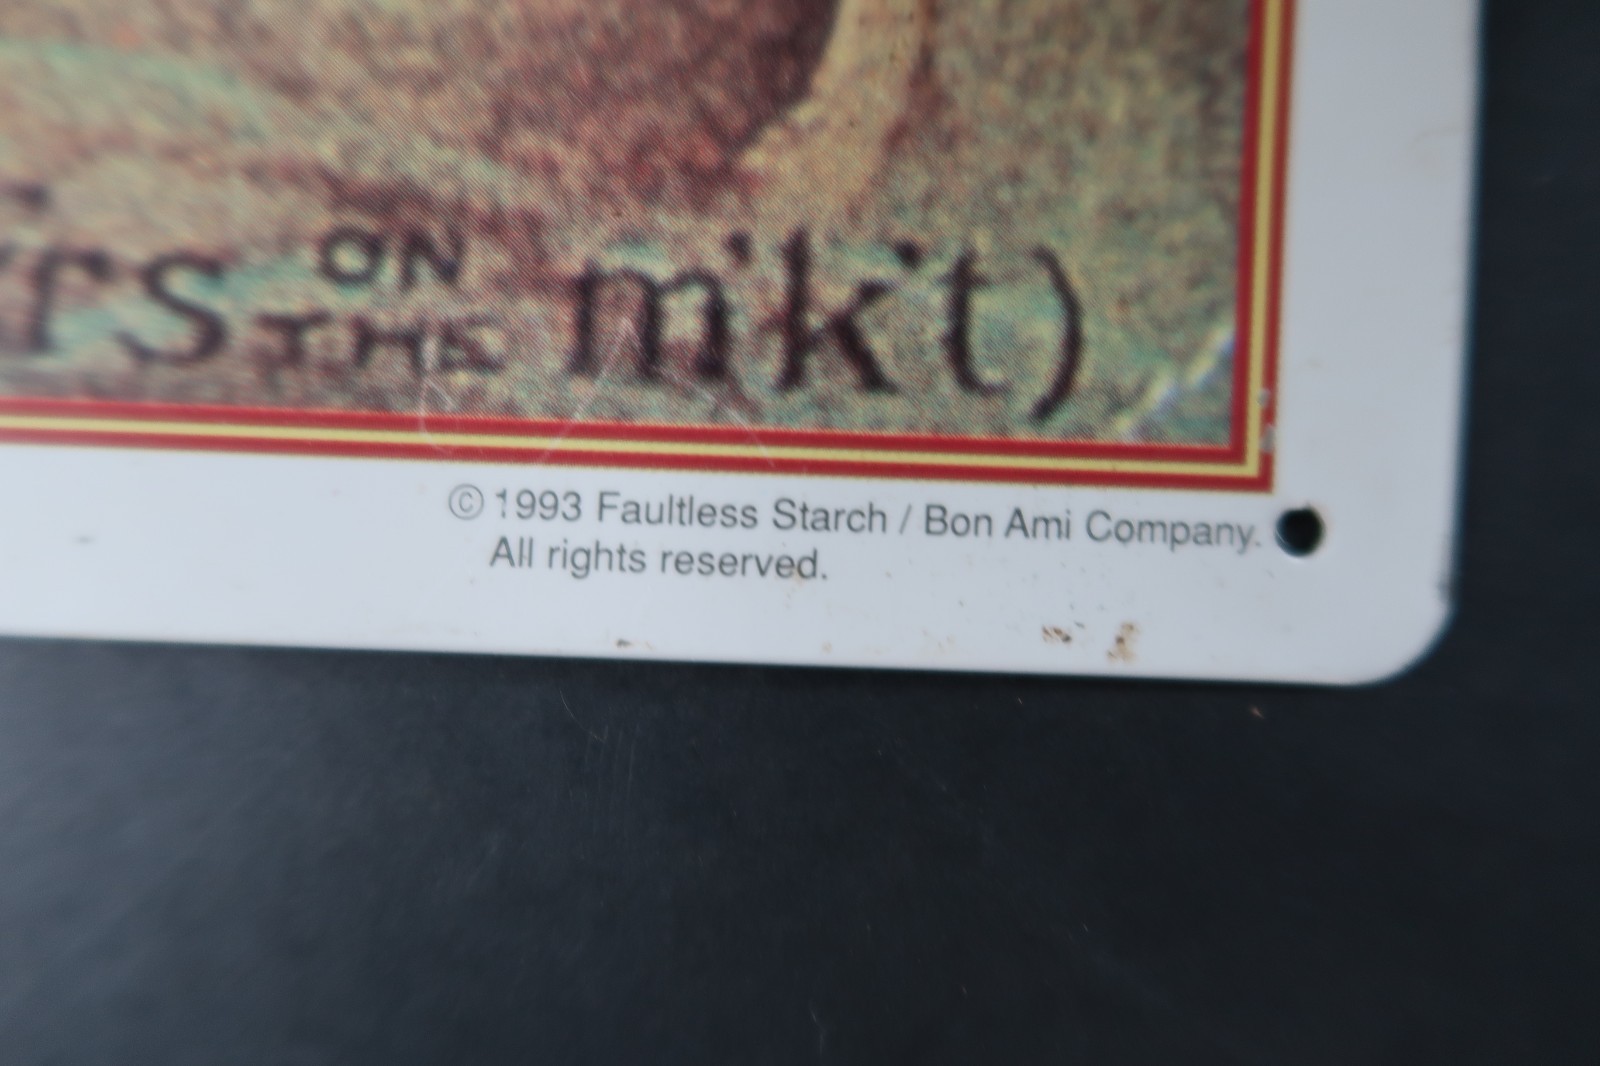 rs ON THE m'k't)
© 1993 Faultless Starch / Bon Ami Company.
All rights reserved.